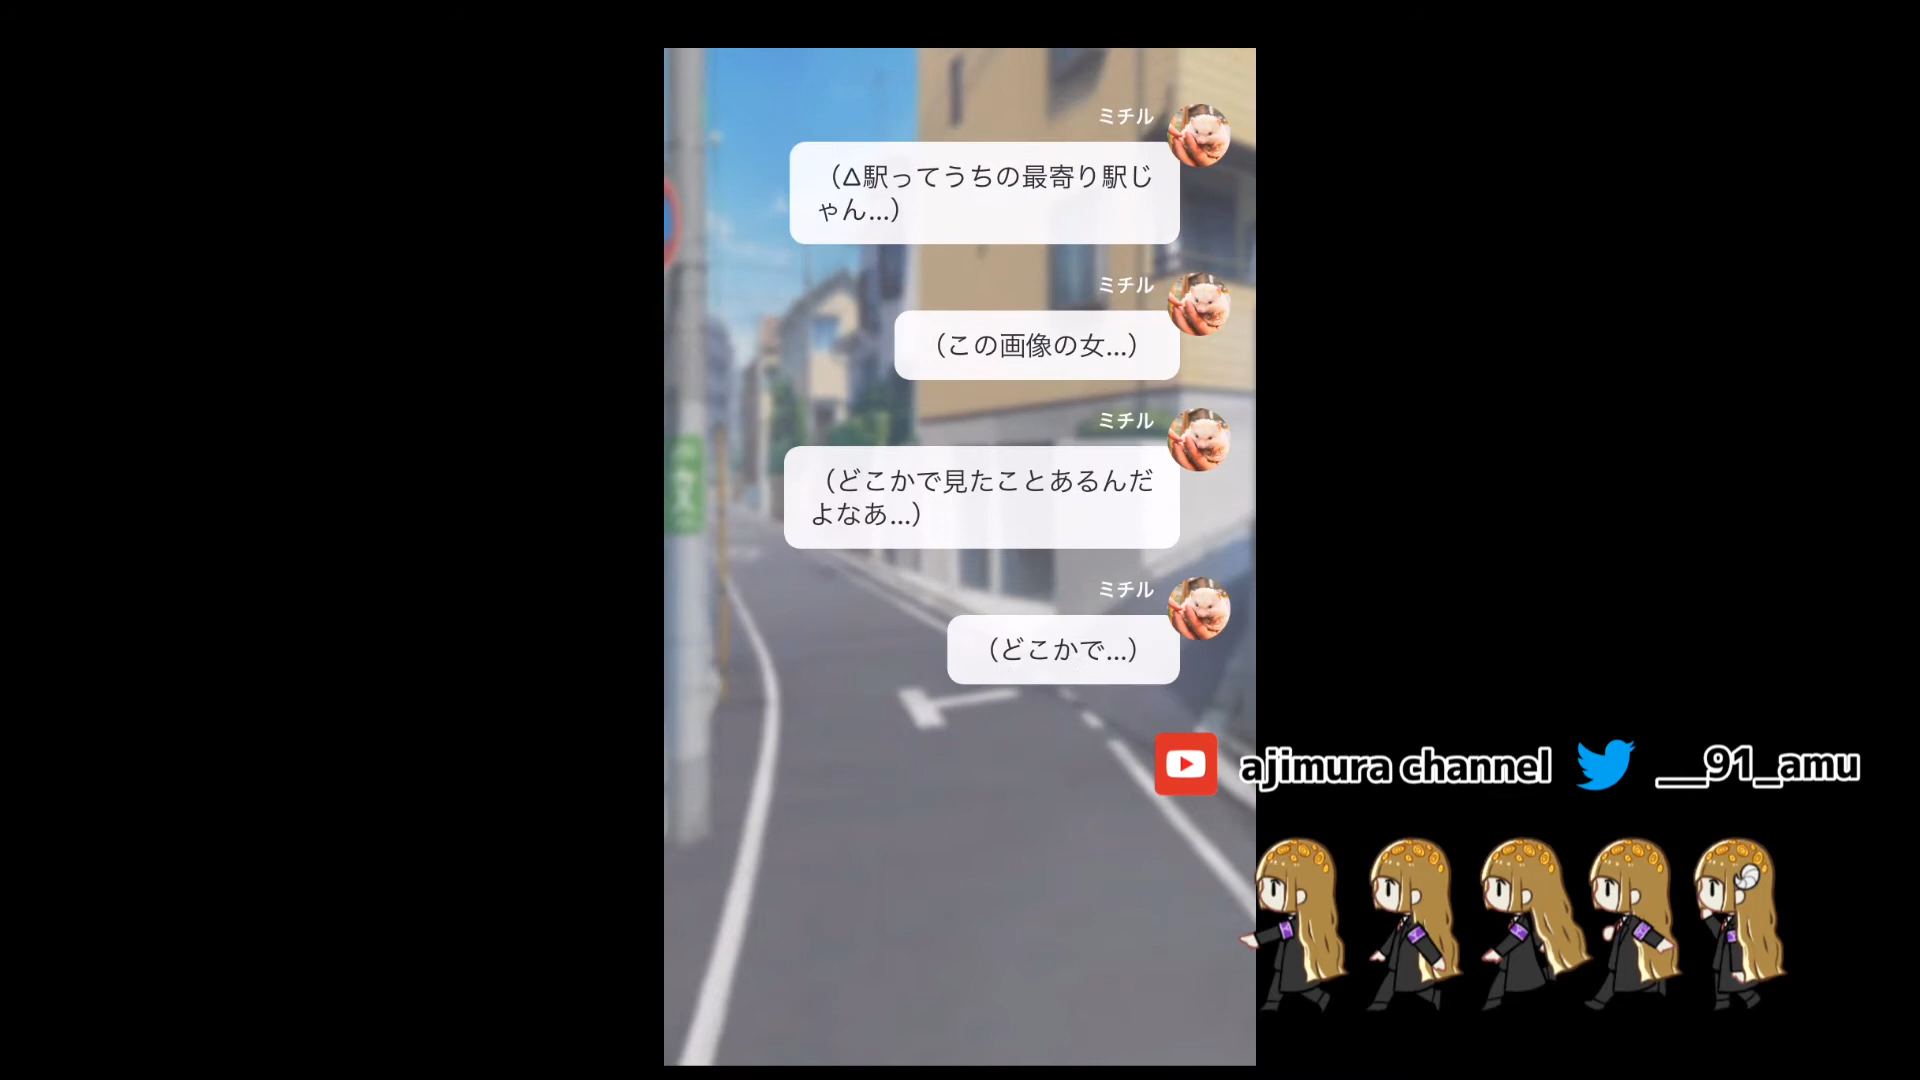 ミチル
（Δ駅ってうちの最寄り駅じ
ゃん...）
ミチル
（この画像の女...）
ミチル
（どこかで見たことあるんだ
よなあ...）
ミチル
（どこかで...）
ajimura channel
__91_amu